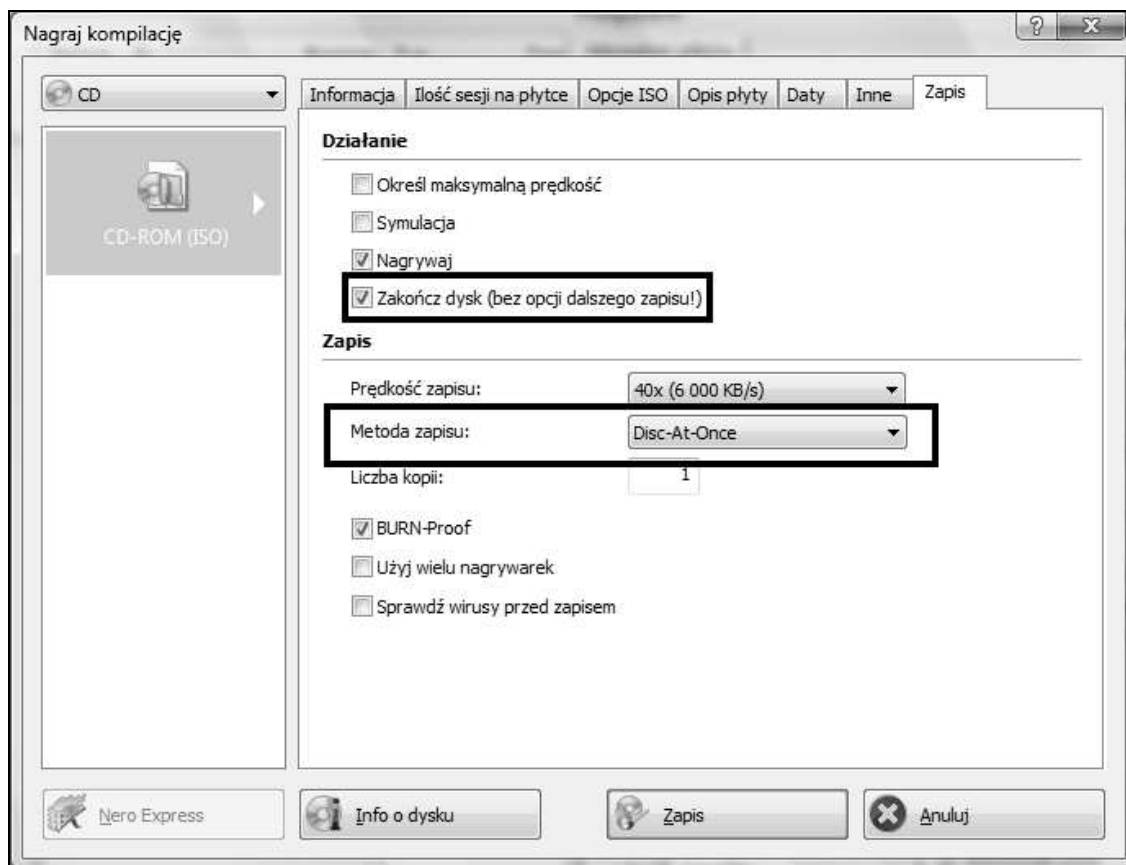 Nagraj kompilację
CD
Informacja Ilość sesji na płytce Opcje ISO Opis płyty Daty Inne Zapis
CD-ROM (ISO)
Działanie
Określ maksymalną prędkość
Symulacja
Nagrywaj
Zakończ dysk (bez opcji dalszego zapisu!)
Zapis
Prędkość zapisu: 40x (6 000 KB/s)
Metoda zapisu: Disc-At-Once
Liczba kopii: 1
BURN-Proof
Użyj wielu nagrywarek
Sprawdź wirusy przed zapisem
Nero Express Info o dysku Zapis Anuluj